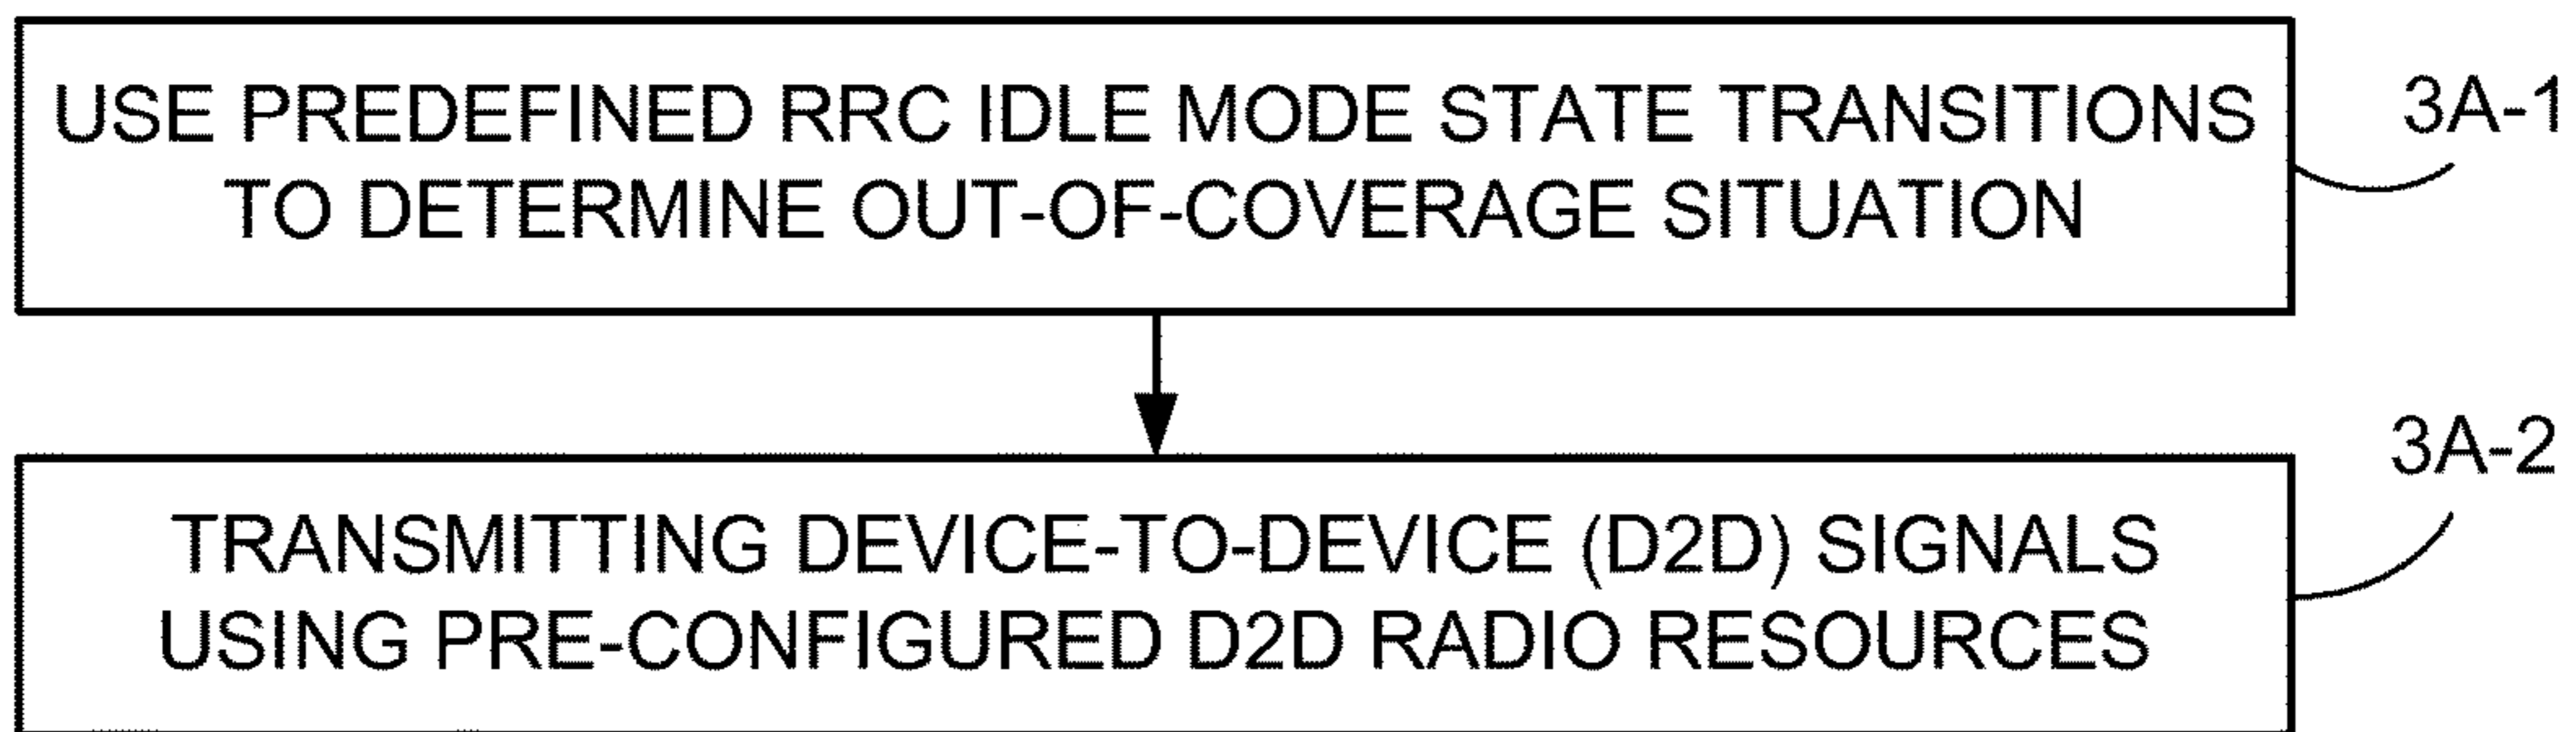 USE PREDEFINED RRC IDLE MODE STATE TRANSITIONS
TO DETERMINE OUT-OF-COVERAGE SITUATION
3A-1
TRANSMITTING DEVICE-TO-DEVICE (D2D) SIGNALS
USING PRE-CONFIGURED D2D RADIO RESOURCES
3A-2